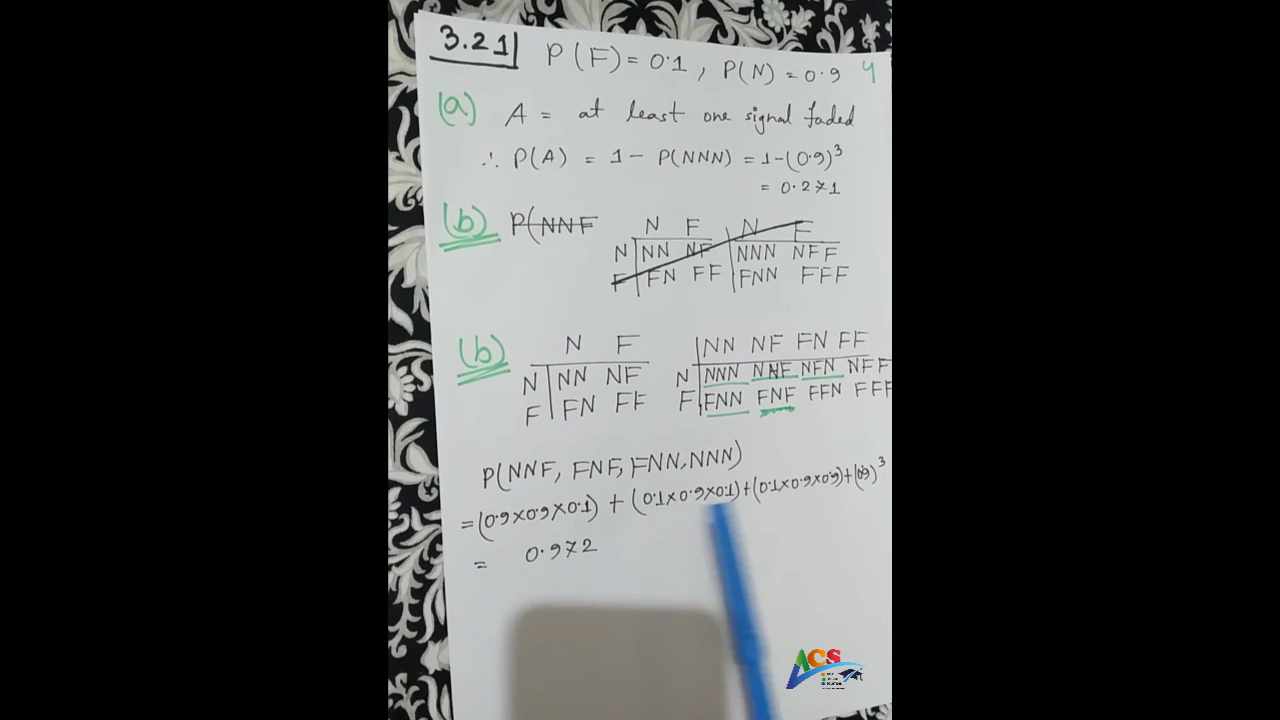 3.21 P(F) = 0.1 , P(N) = 0.9 4
(a) A = at least one signal faded
∴ P(A) = 1 - P(NNN) = 1-(0.9)³
= 0.271
(b) P(NNF N F N F
N NN NF NNN NFF
F FN FF FNN FFF
(b) N F NN NF FN FF
N NN NF N NNN NNF NFN NFF
F FN FF F FNN FNF FFN FFF
P(NNF, FNF, FNN, NNN)
= (0.9×0.9×0.1) + (0.1×0.9×0.1)+(0.1×0.9×0.9)+(0.9)³
= 0.972
ACS